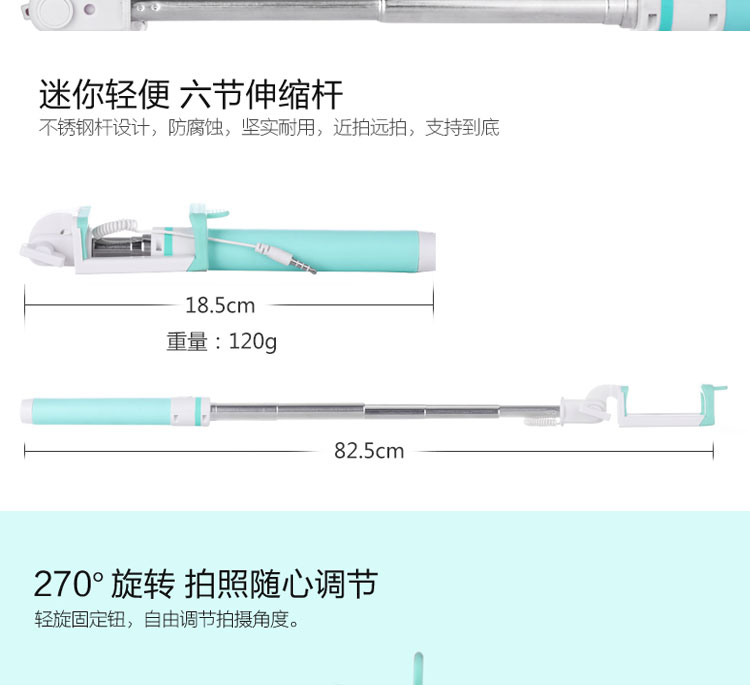 迷你轻便 六节伸缩杆
不锈钢杆设计，防腐蚀，坚实耐用，近拍远拍，支持到底
18.5cm
重量：120g
82.5cm
270° 旋转 拍照随心调节
轻旋固定钮，自由调节拍摄角度。